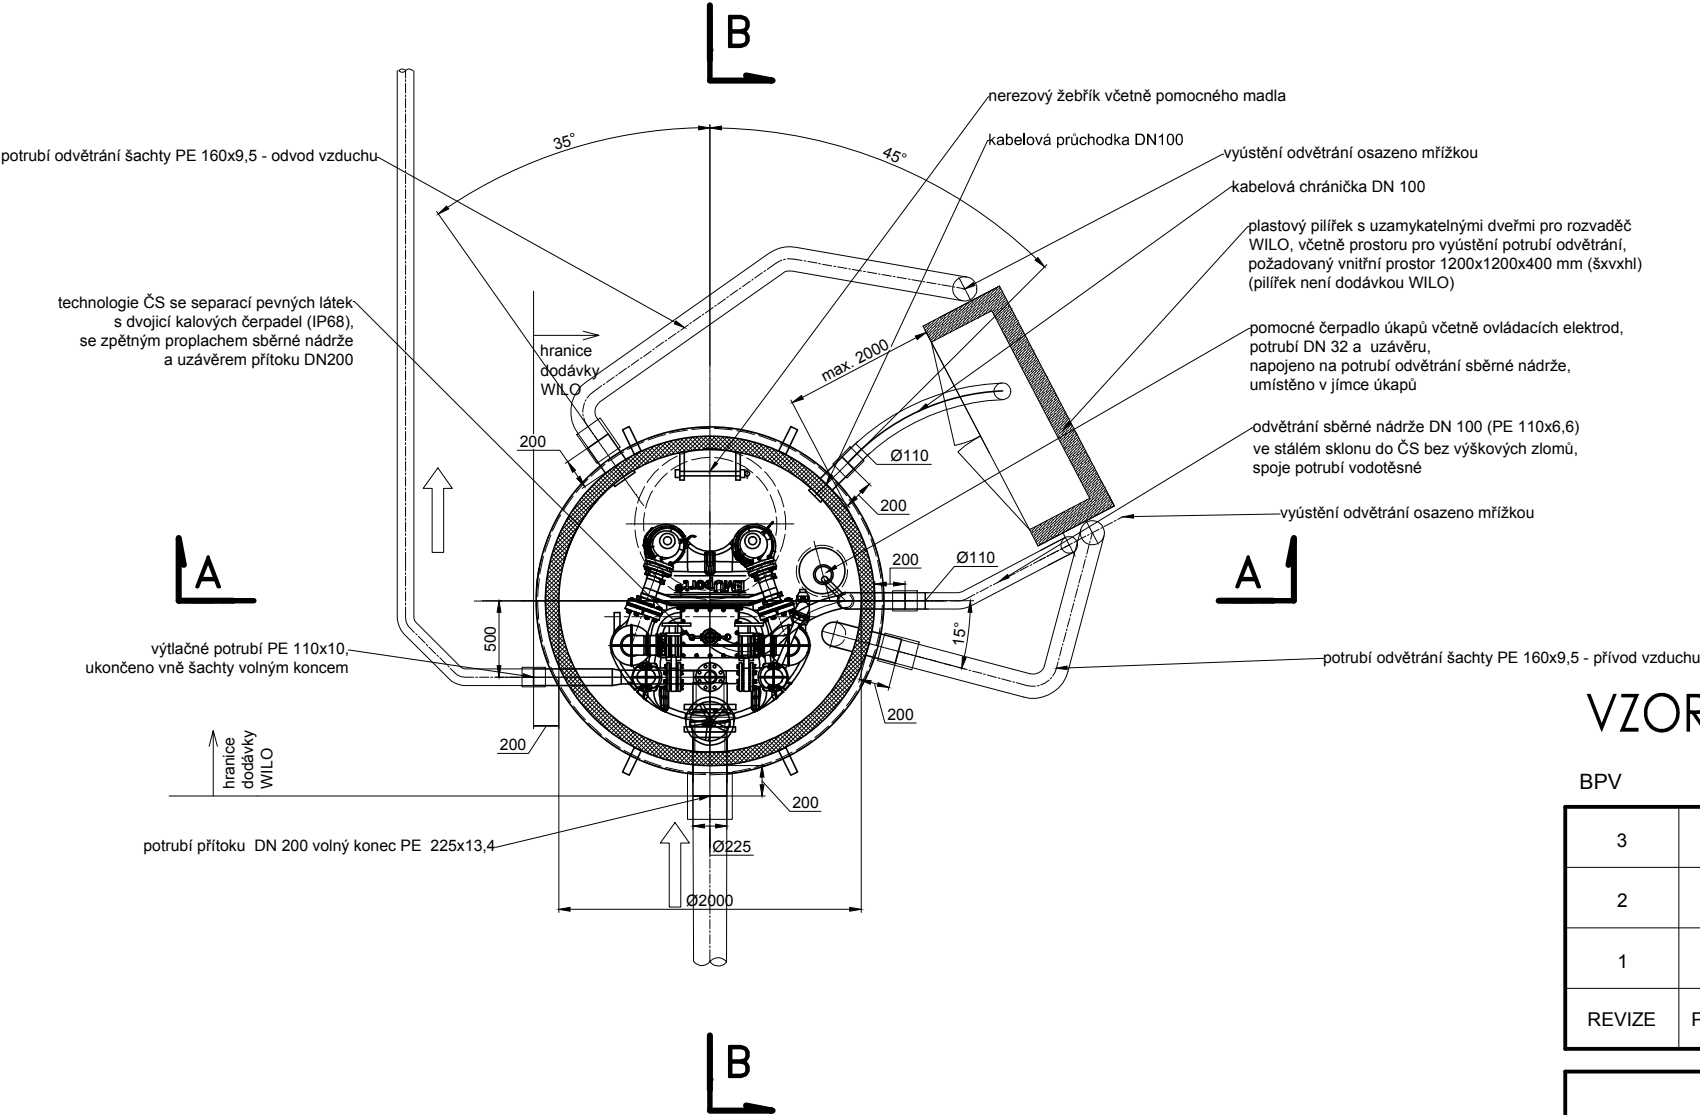 B
nerezový žebřík včetně pomocného madla
35°
45°
kabelová průchodka DN100
potrubí odvětrání šachty PE 160x9,5 - odvod vzduchu
vyústění odvětrání osazeno mřížkou
kabelová chránička DN 100
plastový pilířek s uzamykatelnými dveřmi pro rozvaděč
WILO, včetně prostoru pro vyústění potrubí odvětrání,
požadovaný vnitřní prostor 1200x1200x400 mm (šxvxhl)
(pilířek není dodávkou WILO)
technologie ČS se separací pevných látek
s dvojicí kalových čerpadel (IP68),
se zpětným proplachem sběrné nádrže
a uzávěrem přítoku DN200
hranice
dodávky
WILO
max. 2000
pomocné čerpadlo úkapů včetně ovládacích elektrod,
potrubí DN 32 a uzávěru,
napojeno na potrubí odvětrání sběrné nádrže,
umístěno v jímce úkapů
200
Ø110
odvětrání sběrné nádrže DN 100 (PE 110x6,6)
ve stálém sklonu do ČS bez výškových zlomů,
spoje potrubí vodotěsné
200
vyústění odvětrání osazeno mřížkou
A
200
Ø110
A
EMUport
500
15°
výtlačné potrubí PE 110x10,
ukončeno vně šachty volným koncem
potrubí odvětrání šachty PE 160x9,5 - přívod vzduchu
200
200
VZOR
hranice
dodávky
WILO
BPV
200
potrubí přítoku DN 200 volný konec PE 225x13,4
Ø225
3
Ø2000
2
1
REVIZE
B